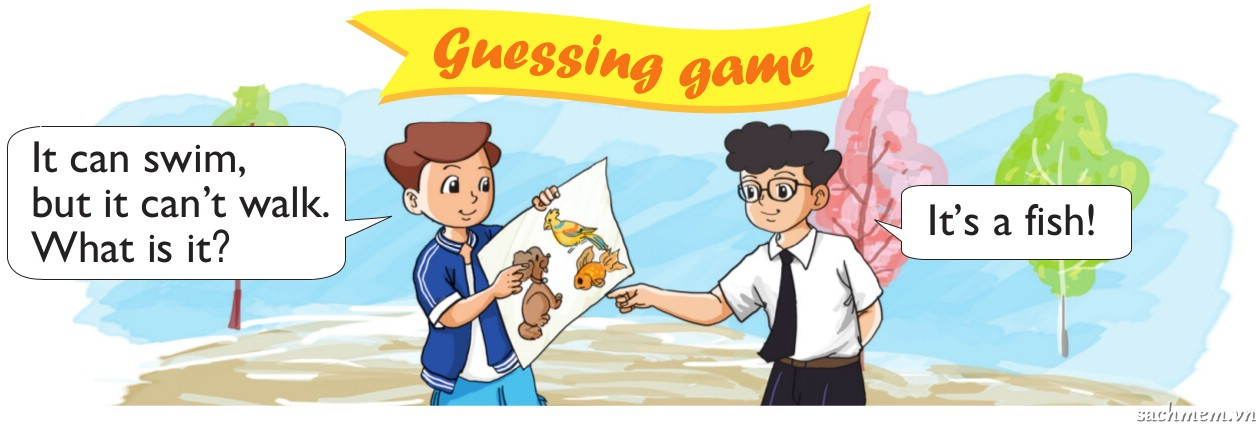 Guessing game
It can swim,
but it can't walk.
What is it?
It's a fish!
sachmem.vn